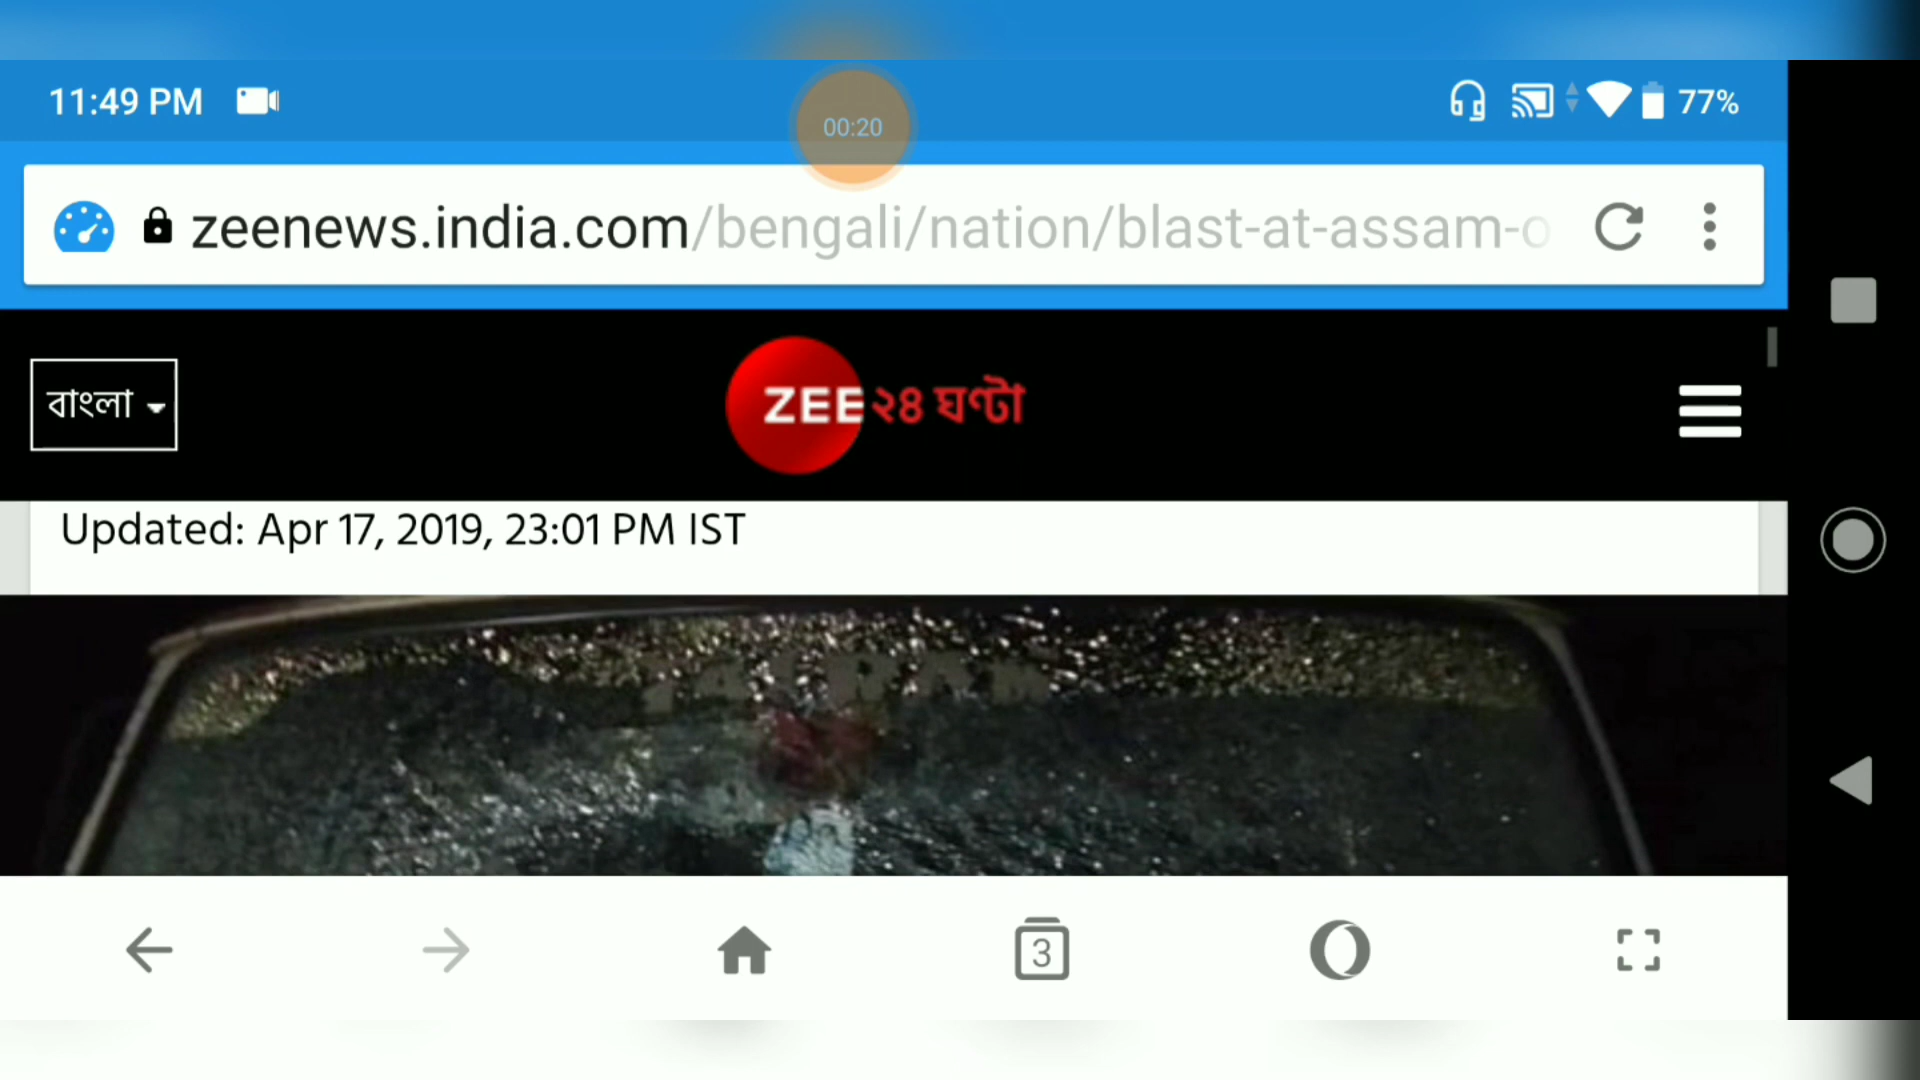 11:49 PM
00:20
77%
zeenews.india.com/bengali/nation/blast-at-assam-o
বাংলা
ZEE ২৪ ঘণ্টা
Updated: Apr 17, 2019, 23:01 PM IST
3